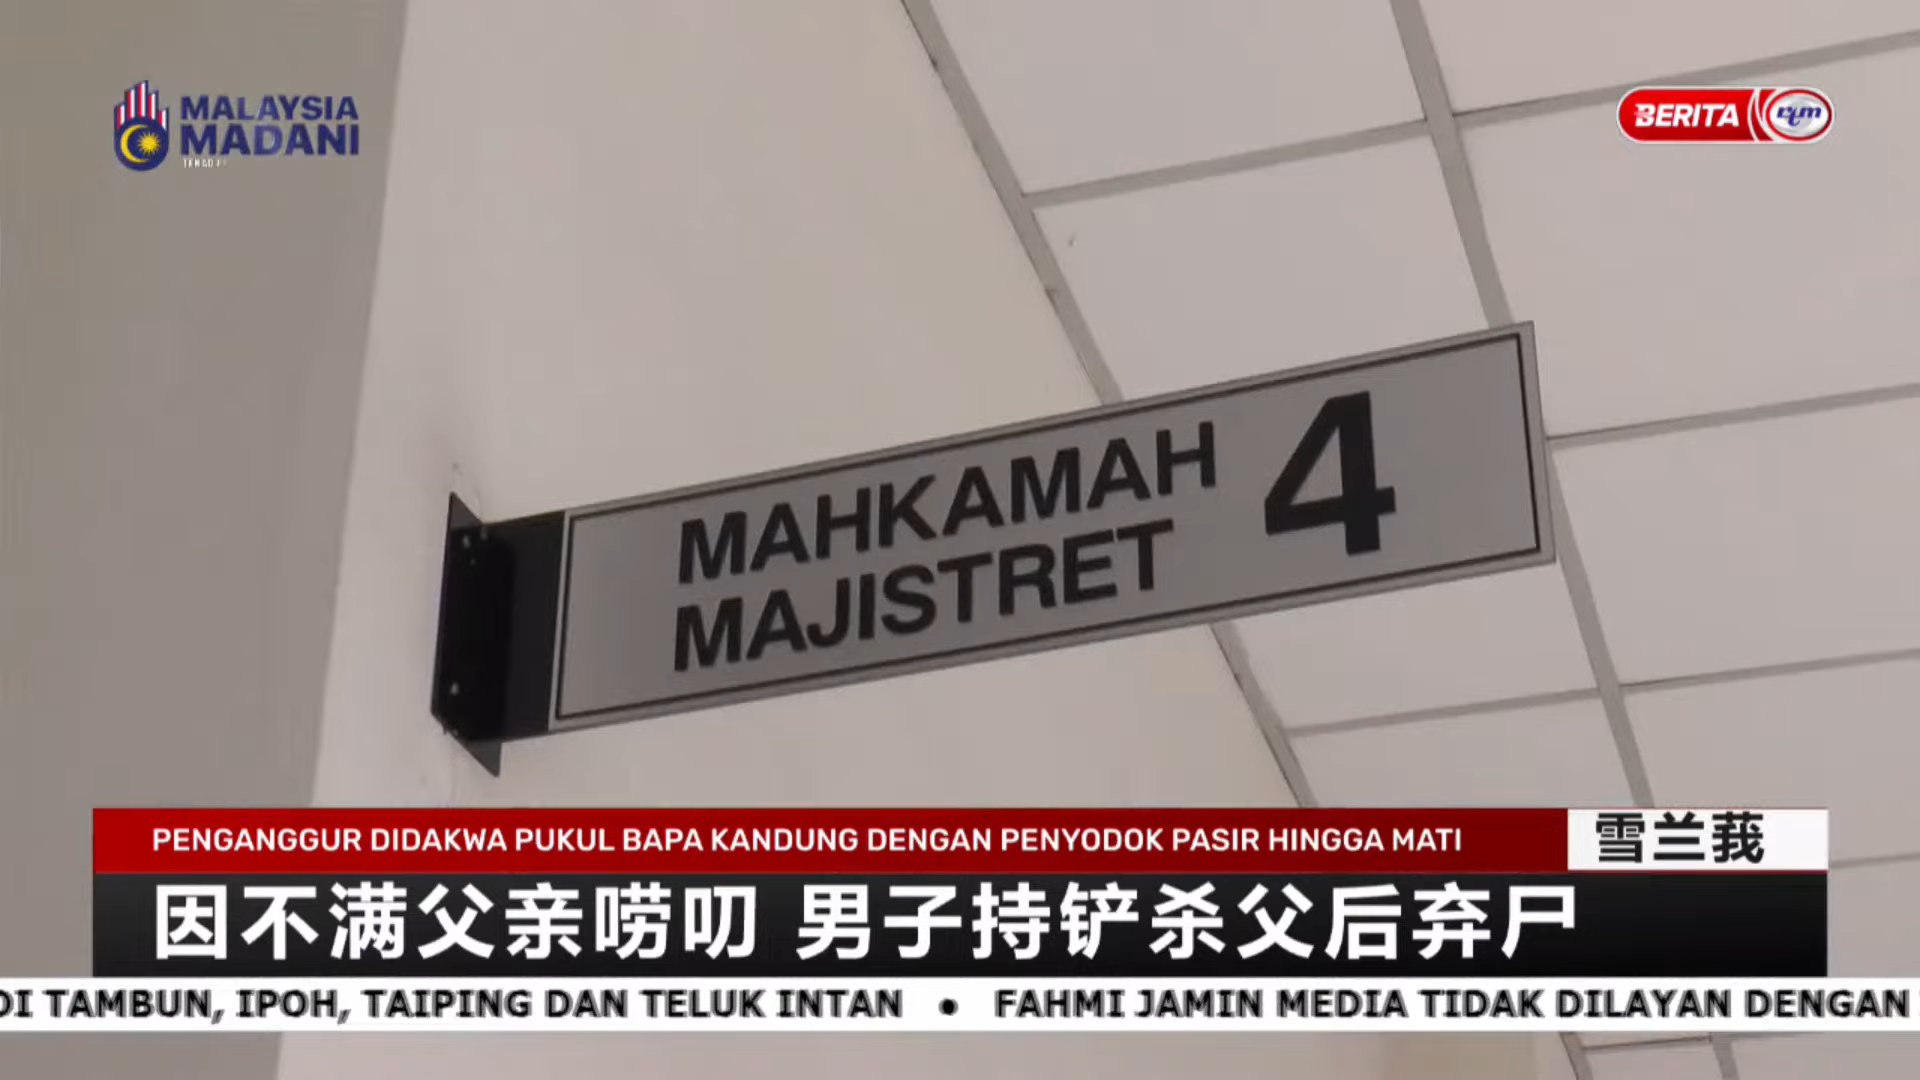 MALAYSIA
MADANI
BERITA rtm
MAHKAMAH
MAJISTRET 4
PENGANGGUR DIDAKWA PUKUL BAPA KANDUNG DENGAN PENYODOK PASIR HINGGA MATI
雪兰莪
因不满父亲唠叨 男子持铲杀父后弃尸
DI TAMBUN, IPOH, TAIPING DAN TELUK INTAN • FAHMI JAMIN MEDIA TIDAK DILAYAN DENGAN